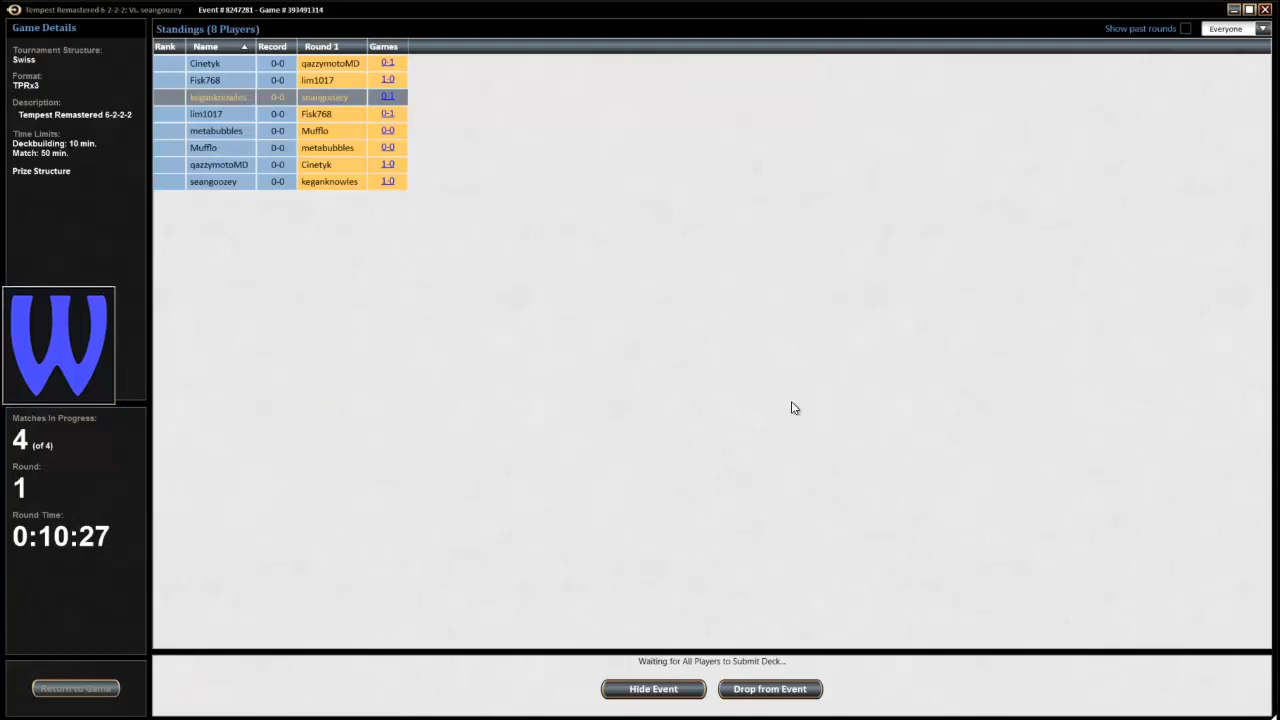 Tempest Remastered 6-2-2-2: Vs. seangoozey Event # 8247281 - Game # 393491314
Game Details
Tournament Structure:
Swiss
Format:
TPRx3
Description:
Tempest Remastered 6-2-2-2
Time Limits:
Deckbuilding: 10 min.
Match: 50 min.
Prize Structure
W
Matches In Progress:
4 (of 4)
Round:
1
Round Time:
0:10:27
Return to Game
Standings (8 Players)
Show past rounds Everyone
Rank Name Record Round 1 Games
Cinetyk 0-0 qazzymotoMD 0-1
Fisk768 0-0 lim1017 1-0
keganknowles... 0-0 seangoozey 0-1
lim1017 0-0 Fisk768 0-1
metabubbles 0-0 Mufflo 0-0
Mufflo 0-0 metabubbles 0-0
qazzymotoMD 0-0 Cinetyk 1-0
seangoozey 0-0 keganknowles 1-0
Waiting for All Players to Submit Deck...
Hide Event Drop from Event